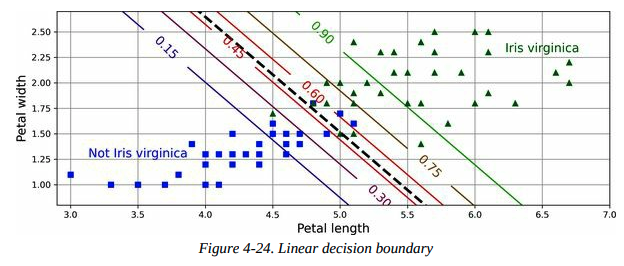 2.50
2.25
2.00
1.75
1.50
1.25
1.00
Petal width
0.15
0.45
0.90
0.60
0.75
0.30
Iris virginica
Not Iris virginica
3.0 3.5 4.0 4.5 5.0 5.5 6.0 6.5 7.0
Petal length
Figure 4-24. Linear decision boundary